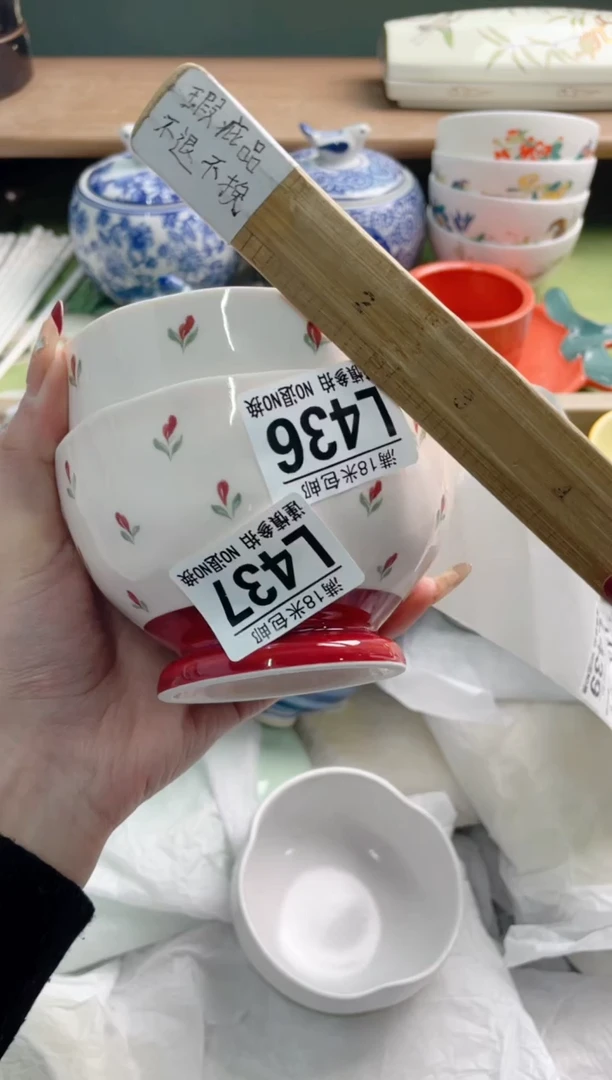 瑕疵品
不退不换
谨慎参拍 NO退NO换
L436
满18米包邮
谨慎参拍 NO退NO换
L437
满18米包邮